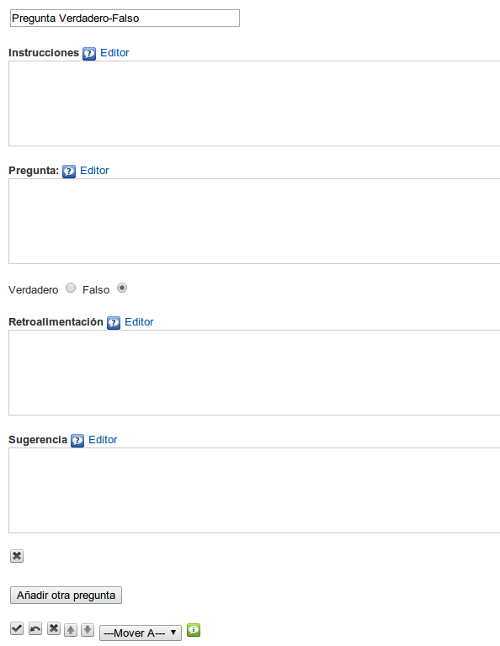 Pregunta Verdadero-Falso
Instrucciones Editor
Pregunta: Editor
Verdadero Falso
Retroalimentación Editor
Sugerencia Editor
Añadir otra pregunta
---Mover A---